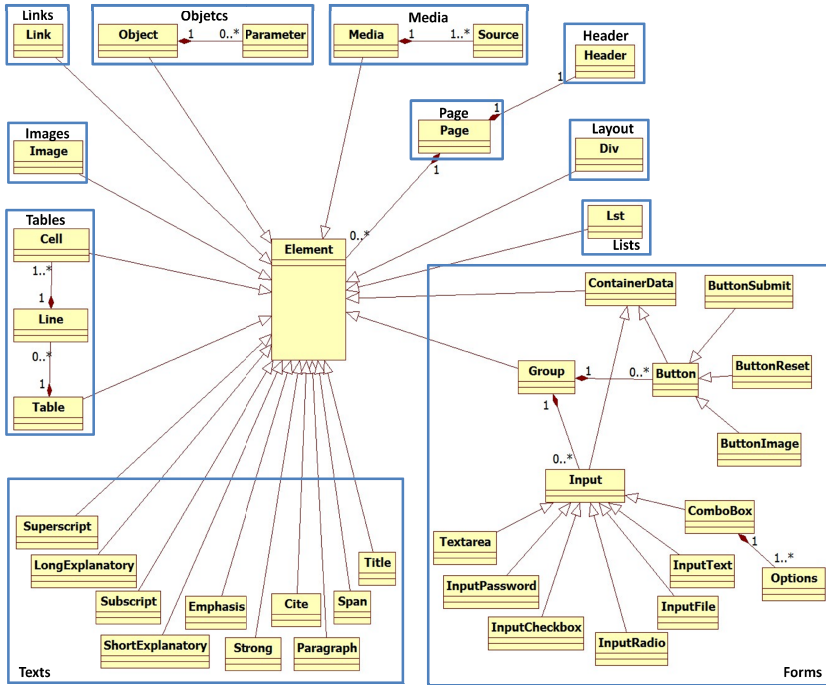 Links
Link
Objetcs
Object
1
0..*
Parameter
Media
Media
1
1..*
Source
Header
Header
1
1
Page
Page
1
0..*
Images
Image
Layout
Div
Lst
Lists
Tables
Cell
1..*
1
Line
0..*
1
Table
Element
ContainerData
ButtonSubmit
Group
1
0..*
Button
ButtonReset
1
0..*
ButtonImage
Input
ComboBox
1
1..*
Options
Textarea
InputPassword
InputCheckbox
InputRadio
InputFile
InputText
Forms
Superscript
LongExplanatory
Subscript
ShortExplanatory
Emphasis
Strong
Cite
Paragraph
Span
Title
Texts